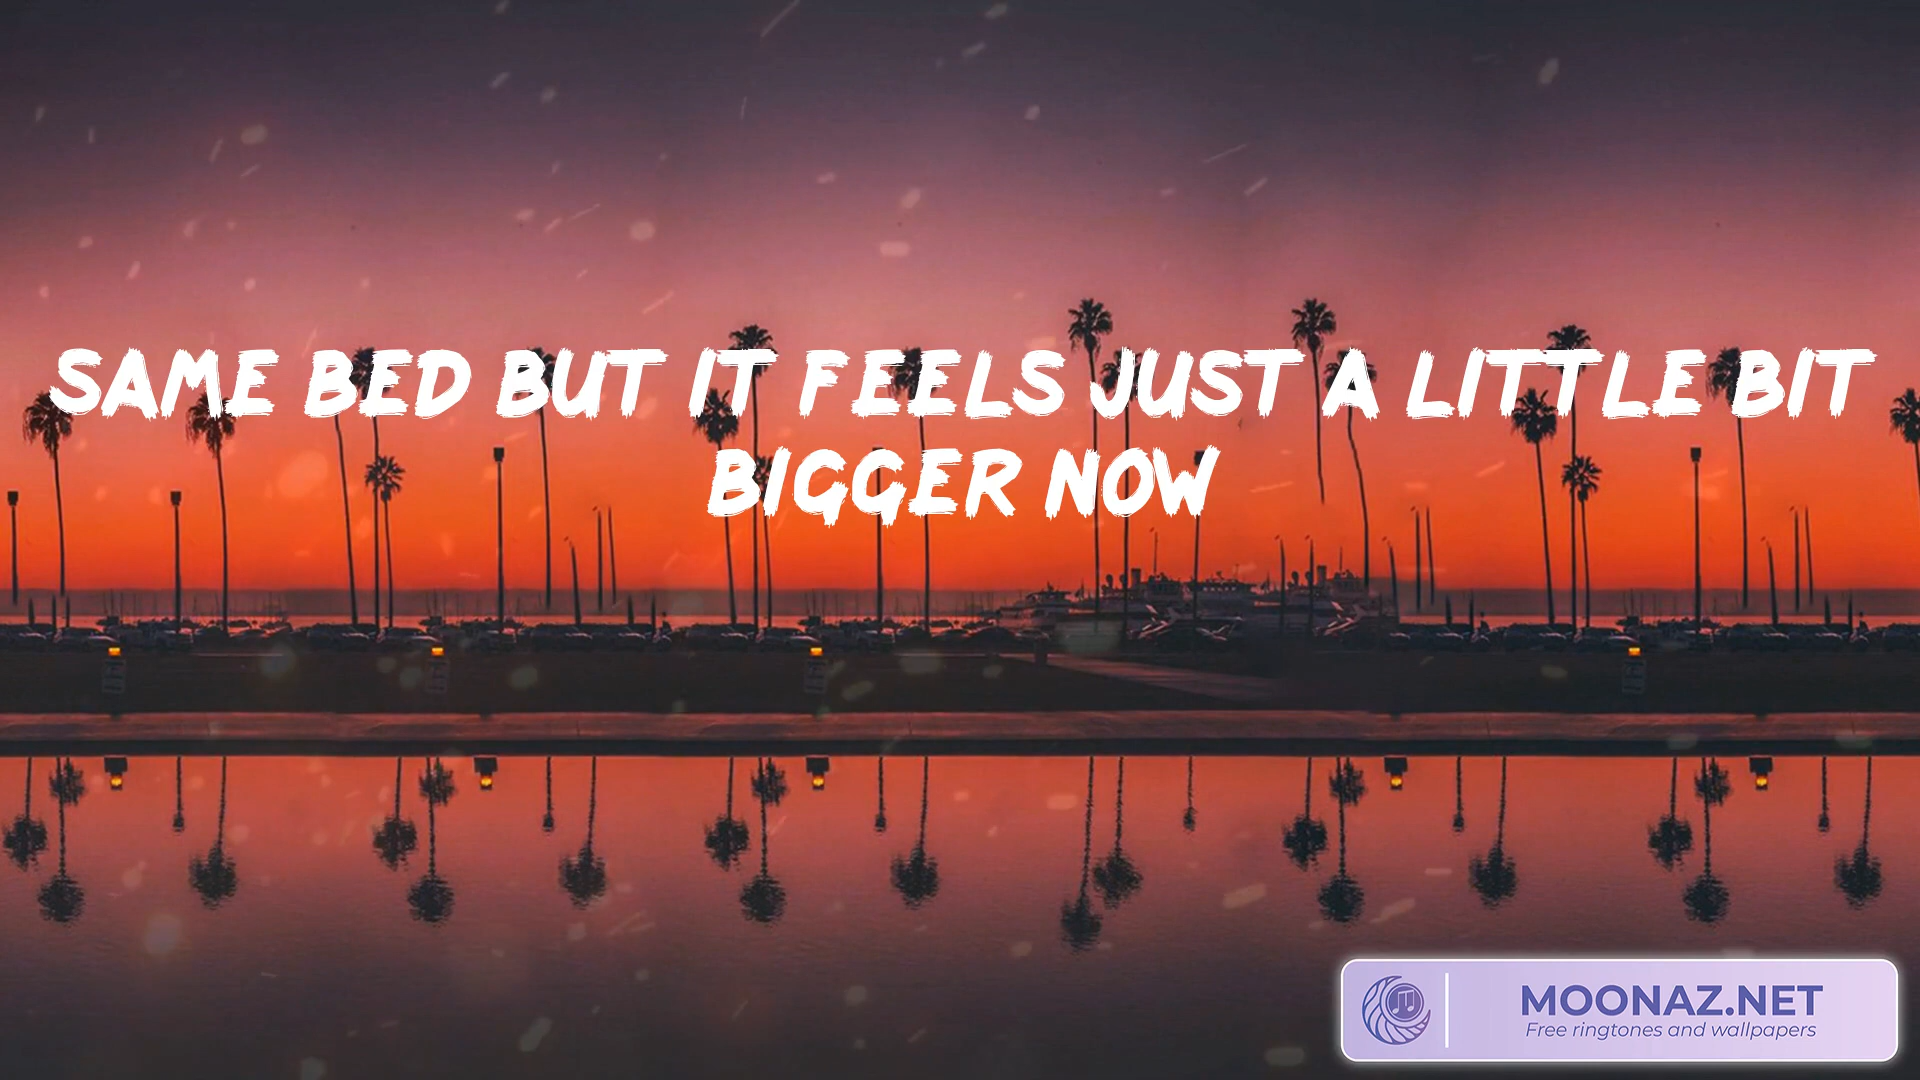 SAME BED BUT IT FEELS JUST A LITTLE BIT
BIGGER NOW
MOONAZ.NET
Free ringtones and wallpapers